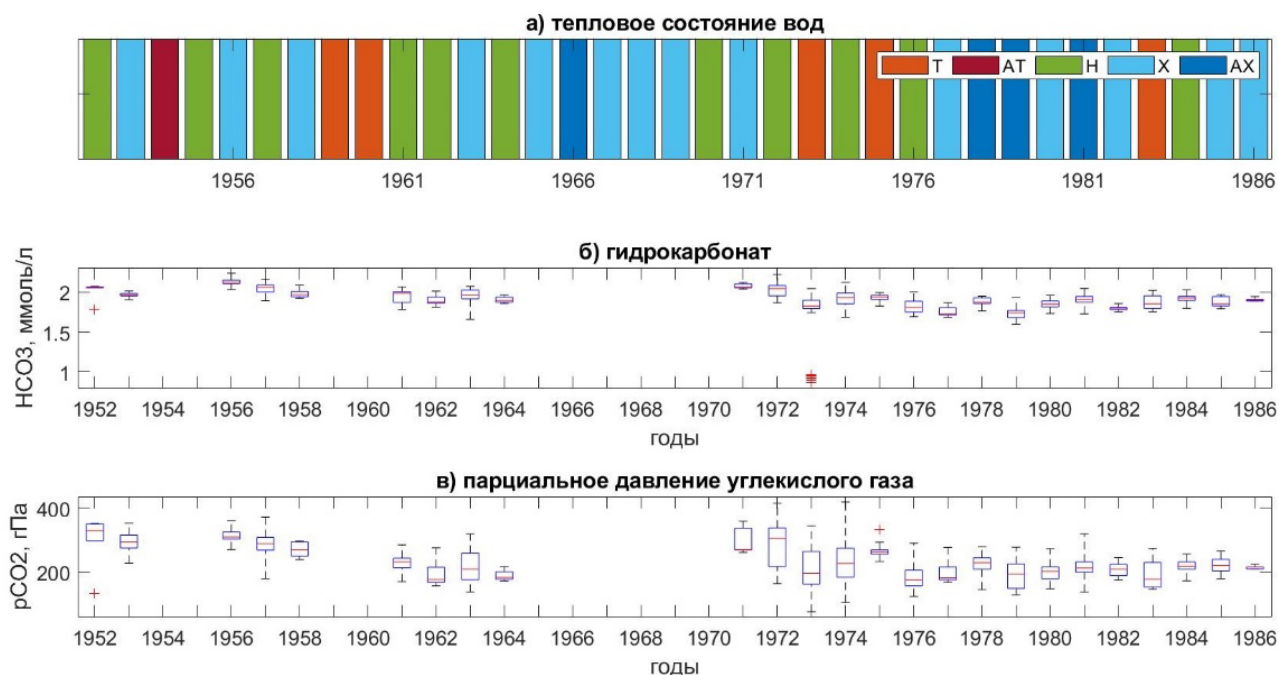 а) тепловое состояние вод
Т АТ Н Х АХ
1956 1961 1966 1971 1976 1981 1986
б) гидрокарбонат
HCO3, ммоль/л
2
1.5
1
1952 1954 1956 1958 1960 1962 1964 1966 1968 1970 1972 1974 1976 1978 1980 1982 1984 1986
годы
в) парциальное давление углекислого газа
pCO2, гПа
400
200
1952 1954 1956 1958 1960 1962 1964 1966 1968 1970 1972 1974 1976 1978 1980 1982 1984 1986
годы